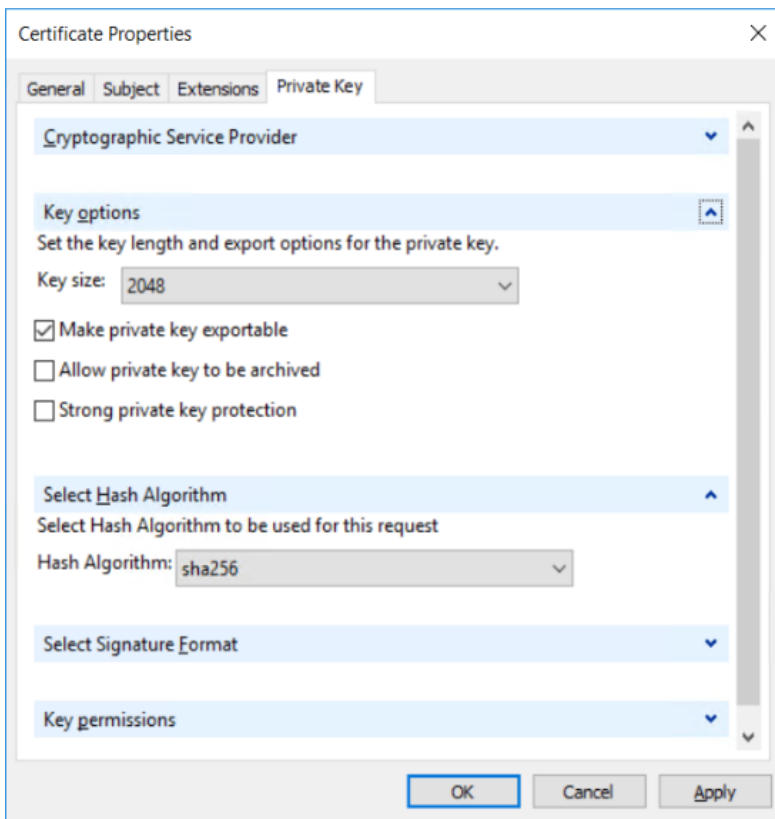 Certificate Properties
General Subject Extensions Private Key
Cryptographic Service Provider
Key options
Set the key length and export options for the private key.
Key size: 2048
Make private key exportable
Allow private key to be archived
Strong private key protection
Select Hash Algorithm
Select Hash Algorithm to be used for this request
Hash Algorithm: sha256
Select Signature Format
Key permissions
OK Cancel Apply